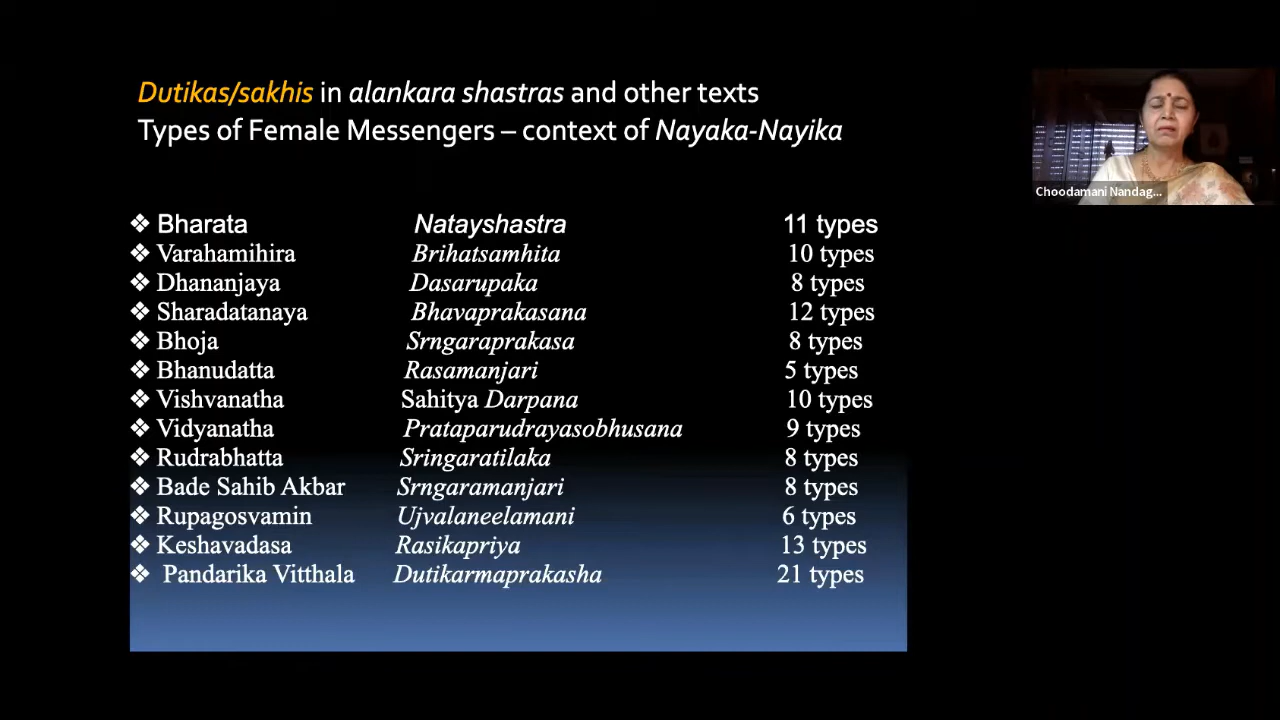 Dutikas/sakhis in alankara shastras and other texts
Types of Female Messengers – context of Nayaka-Nayika
❖ Bharata Natayshastra 11 types
❖ Varahamihira Brihatsamhita 10 types
❖ Dhananjaya Dasarupaka 8 types
❖ Sharadatanaya Bhavaprakasana 12 types
❖ Bhoja Srngaraprakasa 8 types
❖ Bhanudatta Rasamanjari 5 types
❖ Vishvanatha Sahitya Darpana 10 types
❖ Vidyanatha Prataparudrayasobhusana 9 types
❖ Rudrabhatta Sringaratilaka 8 types
❖ Bade Sahib Akbar Srngaramanjari 8 types
❖ Rupagosvamin Ujvalaneelamani 6 types
❖ Keshavadasa Rasikapriya 13 types
❖ Pandarika Vitthala Dutikarmaprakasha 21 types
Choodamani Nandag...